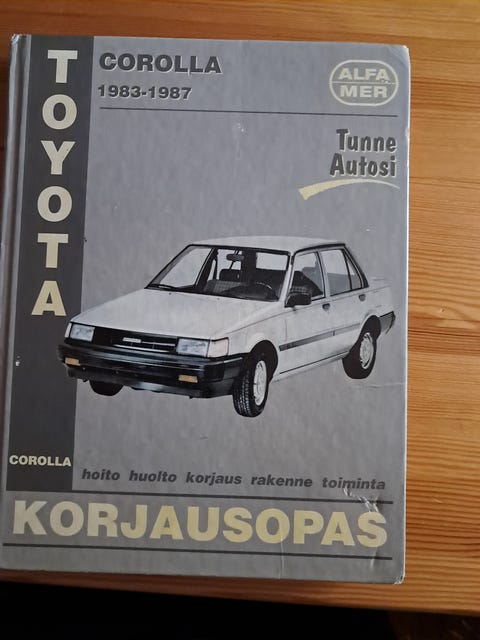 TOYOTA
COROLLA
1983-1987
ALFA
MER
Tunne
Autosi
COROLLA
hoito huolto korjaus rakenne toiminta
KORJAUSOPAS